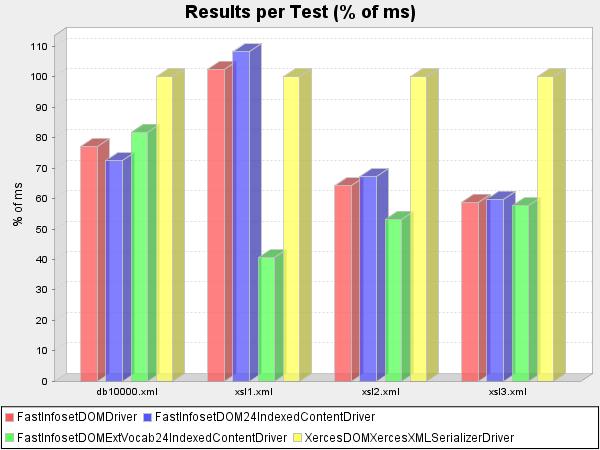 Results per Test (% of ms)
110
100
90
80
70
60
50
40
30
20
10
0
% of ms
db10000.xml xsl1.xml xsl2.xml xsl3.xml
FastInfosetDOMDriver FastInfosetDOM24IndexedContentDriver
FastInfosetDOMExtVocab24IndexedContentDriver XercesDOMXercesXMLSerializerDriver